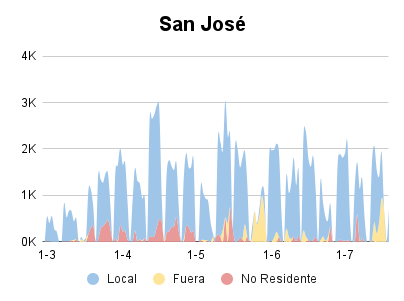 San José
4K
3K
2K
1K
0K
1-3 1-4 1-5 1-6 1-7
Local Fuera No Residente